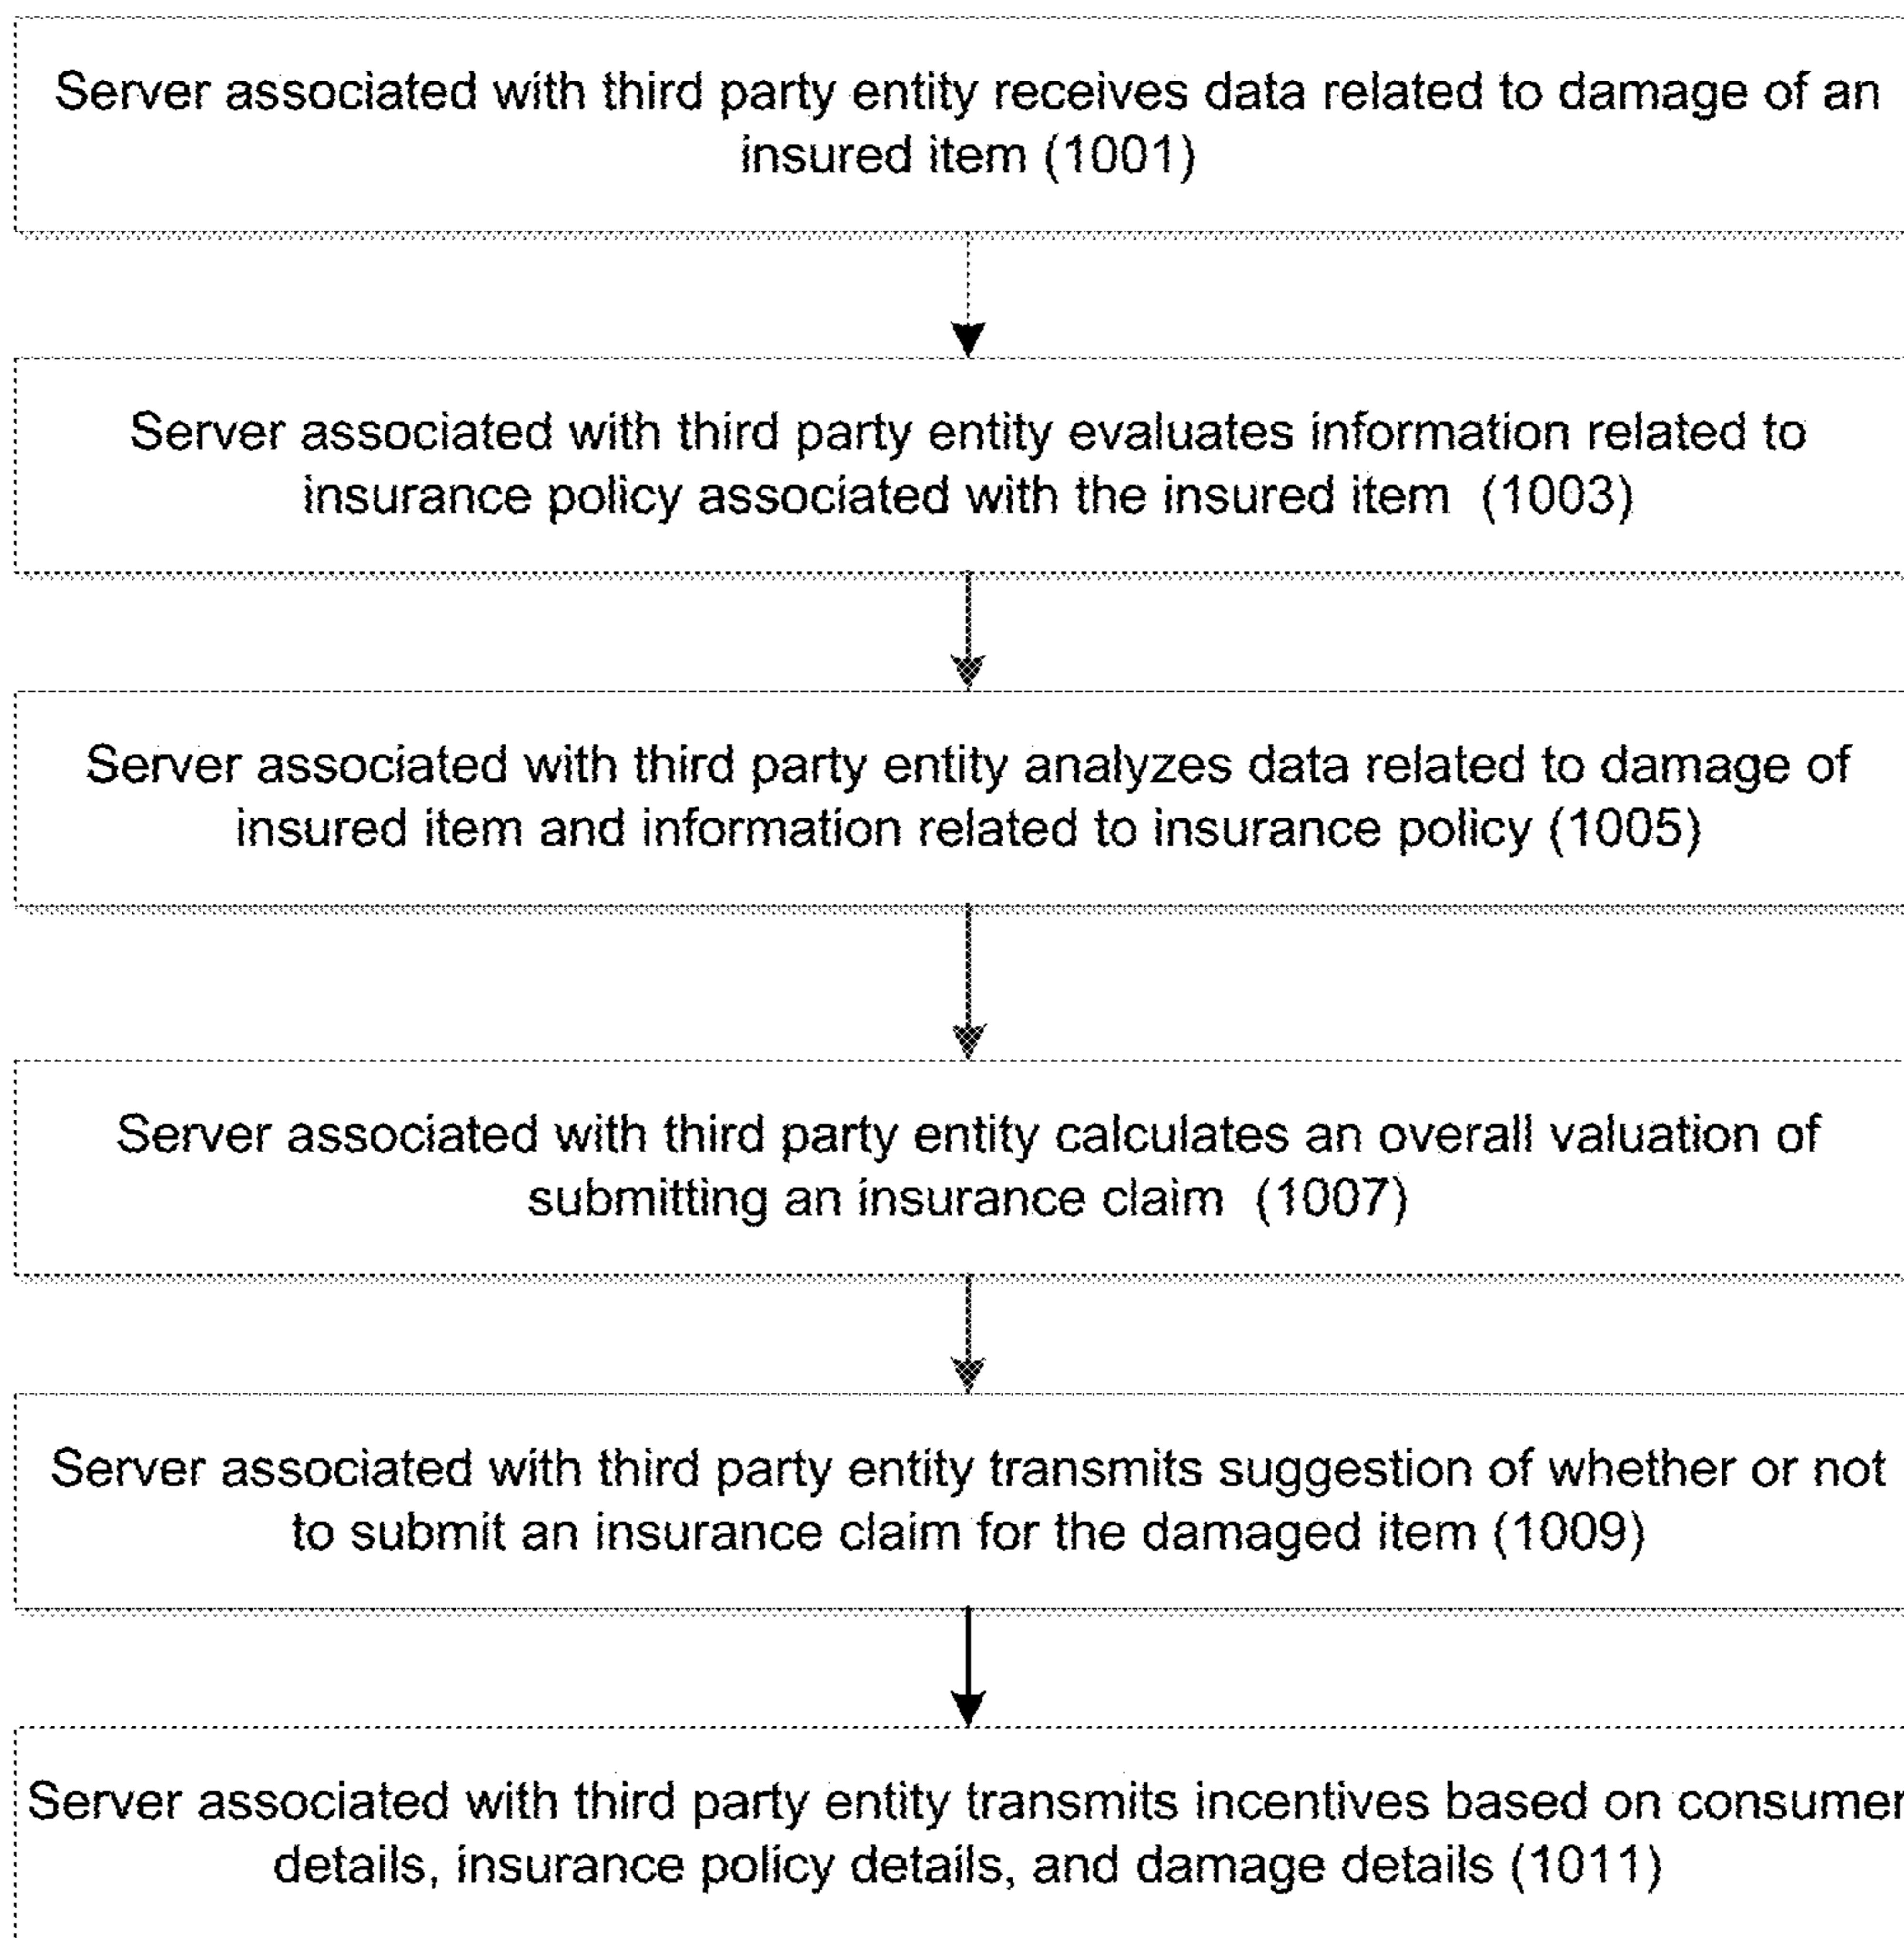 Server associated with third party entity receives data related to damage of an
insured item (1001)
Server associated with third party entity evaluates information related to
insurance policy associated with the insured item (1003)
Server associated with third party entity analyzes data related to damage of
insured item and information related to insurance policy (1005)
Server associated with third party entity calculates an overall valuation of
submitting an insurance claim (1007)
Server associated with third party entity transmits suggestion of whether or not
to submit an insurance claim for the damaged item (1009)
Server associated with third party entity transmits incentives based on consumer
details, insurance policy details, and damage details (1011)